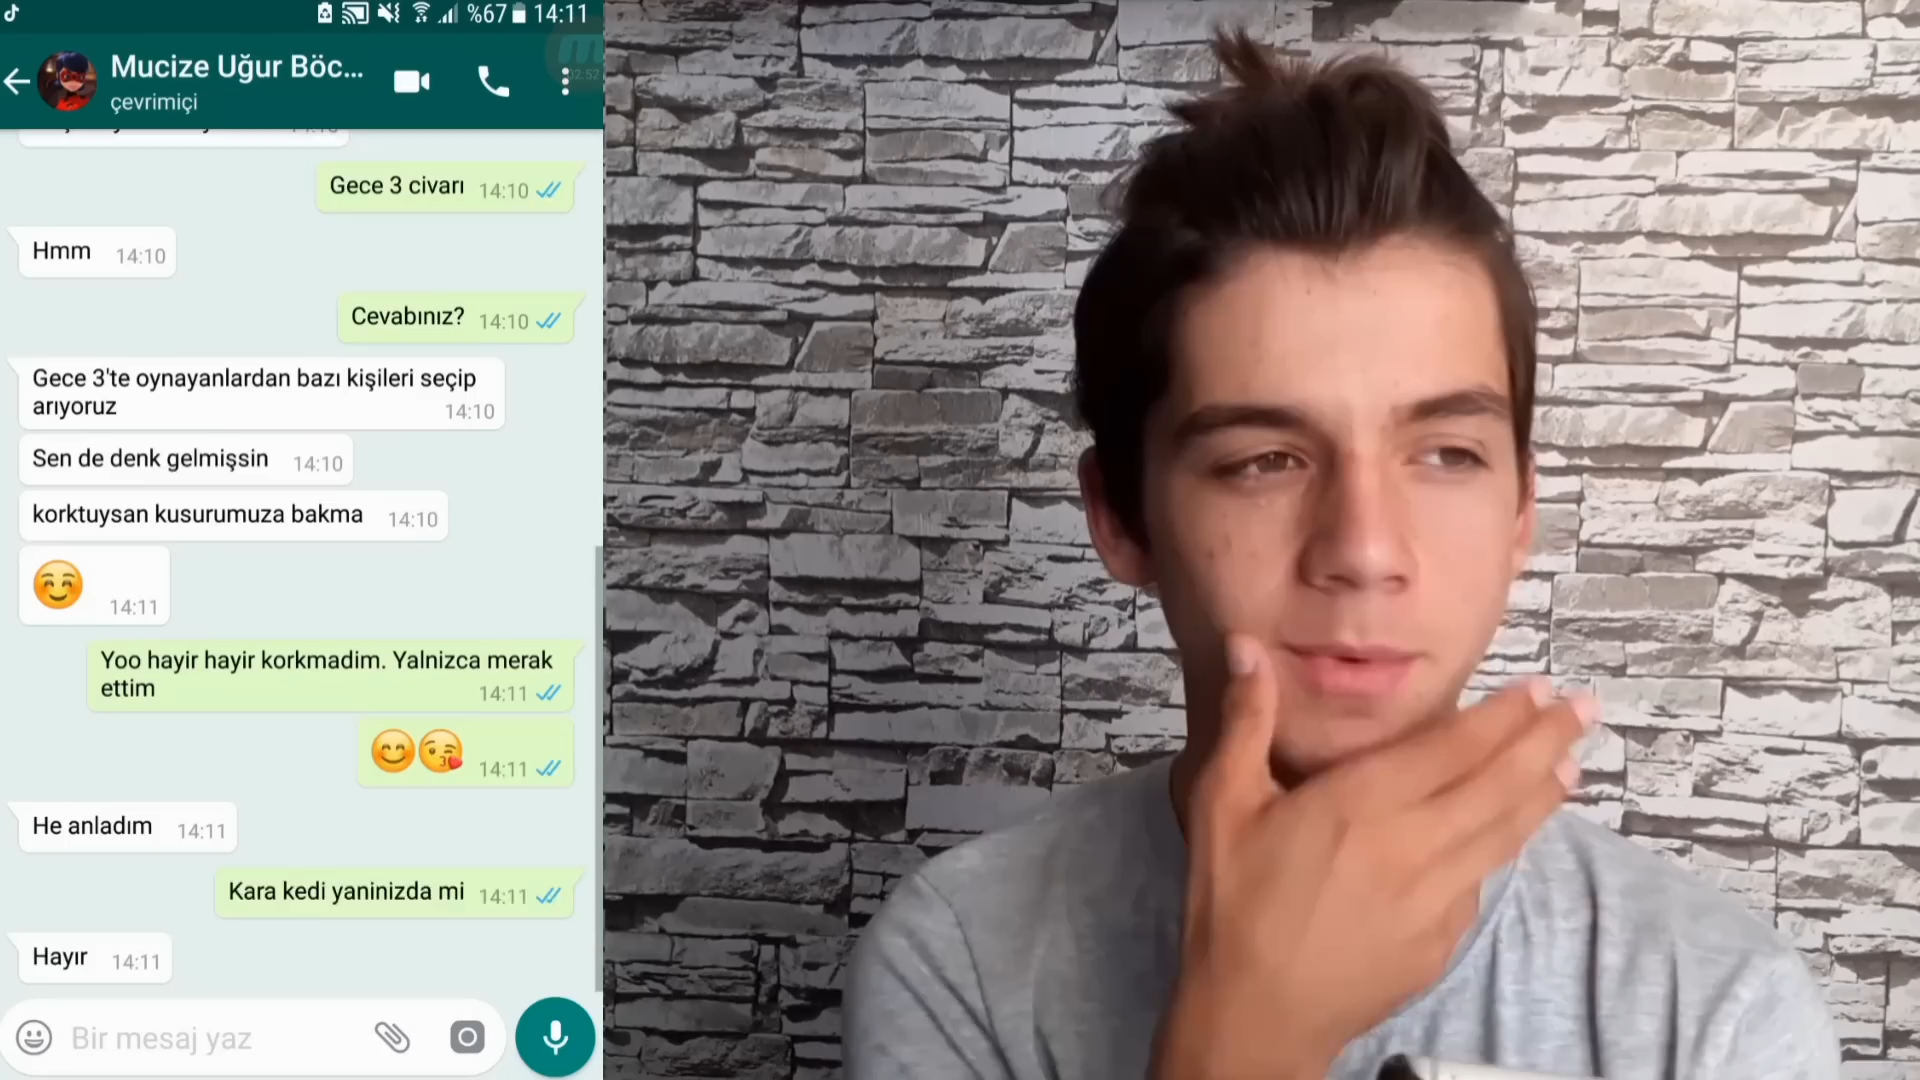 %67 14:11
Mucize Uğur Böc...
çevrimiçi
02:52
Gece 3 civarı 14:10
Hmm 14:10
Cevabınız? 14:10
Gece 3'te oynayanlardan bazı kişileri seçip
arıyoruz 14:10
Sen de denk gelmişsin 14:10
korktuysan kusurumuza bakma 14:10
14:11
Yoo hayir hayir korkmadim. Yalnizca merak
ettim 14:11
14:11
He anladım 14:11
Kara kedi yaninizda mi 14:11
Hayır 14:11
Bir mesaj yaz